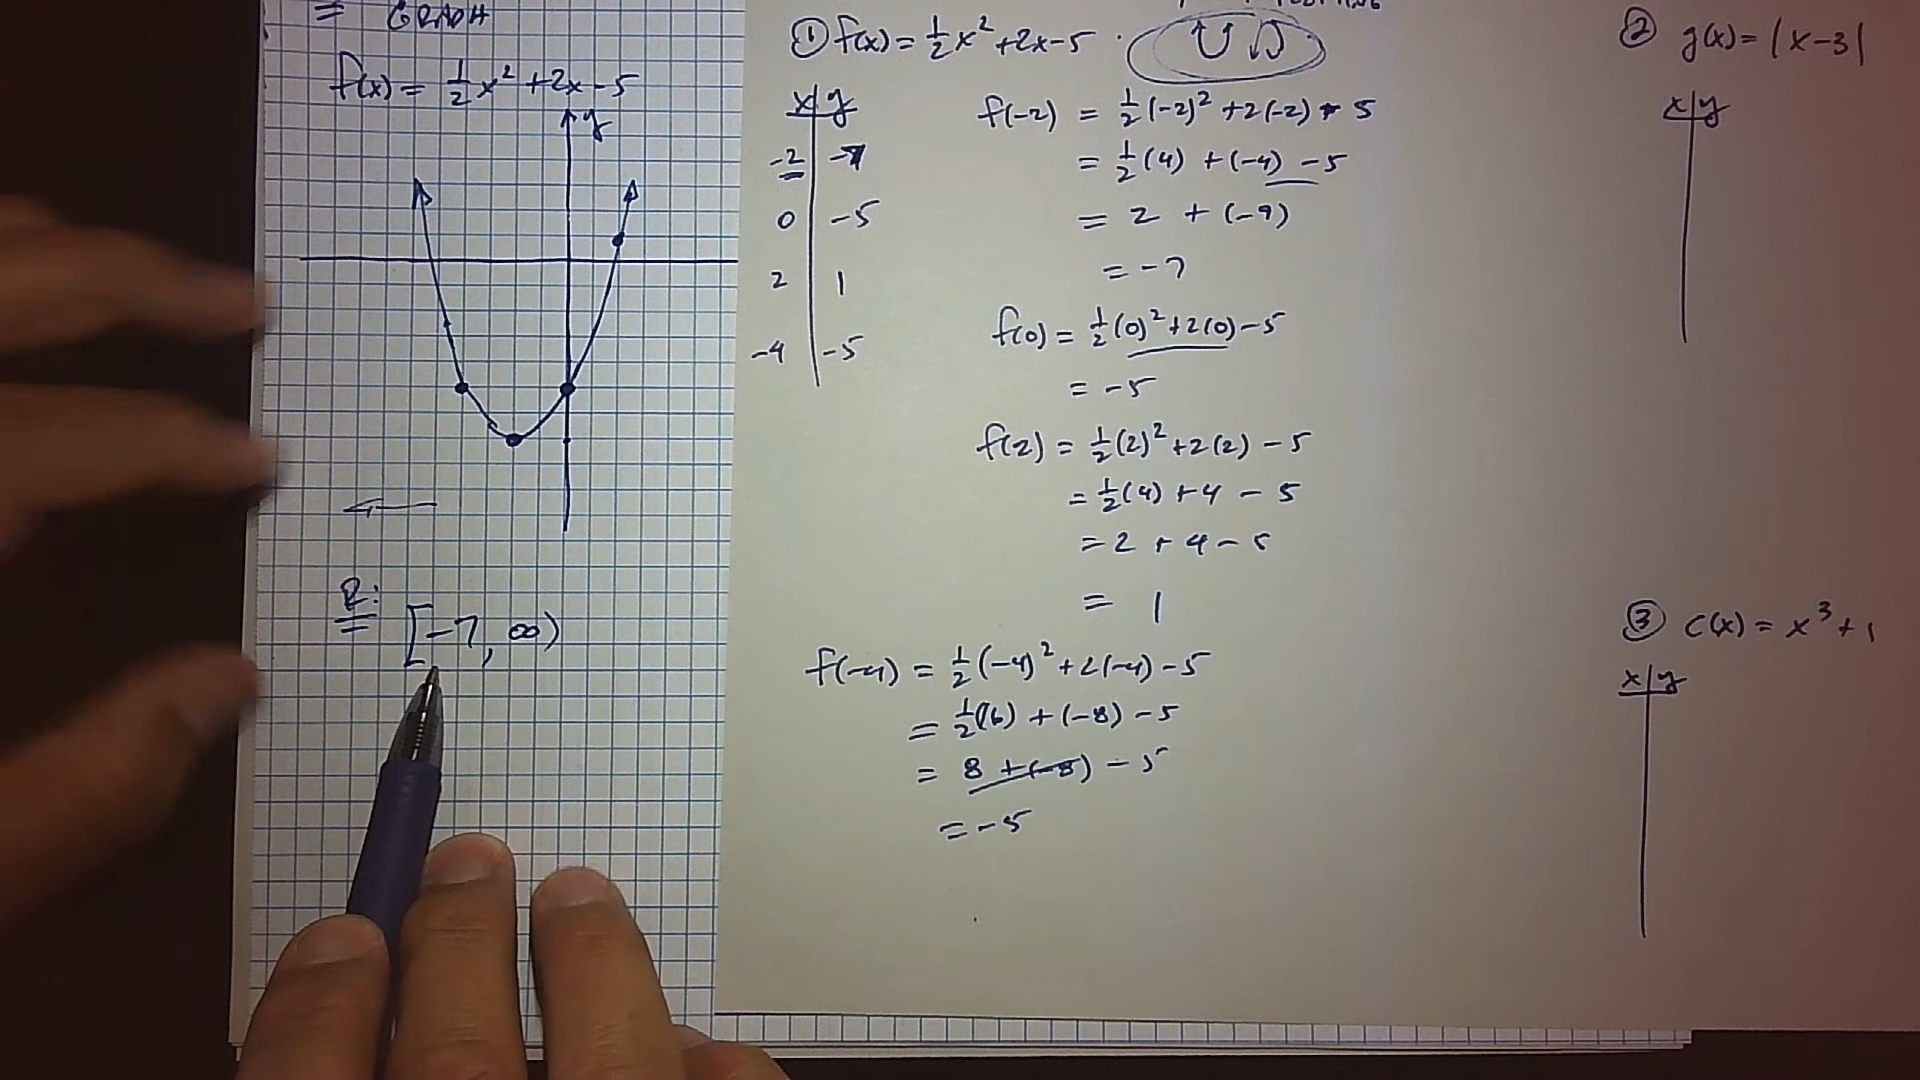 GRAPH
f(x) = 1/2 x² + 2x - 5
y
R: [-7, ∞)
① f(x) = 1/2 x² + 2x - 5
x | y
-2 | -7
0 | -5
2 | 1
-4 | -5
f(-2) = 1/2 (-2)² + 2(-2) - 5
= 1/2 (4) + (-4) - 5
= 2 + (-9)
= -7
f(0) = 1/2 (0)² + 2(0) - 5
= -5
f(2) = 1/2 (2)² + 2(2) - 5
= 1/2 (4) + 4 - 5
= 2 + 4 - 5
= 1
f(-4) = 1/2 (-4)² + 2(-4) - 5
= 1/2 (16) + (-8) - 5
= 8 + (-8) - 5
= -5
② g(x) = |x - 3|
x | y
③ c(x) = x³ + 1
x | y